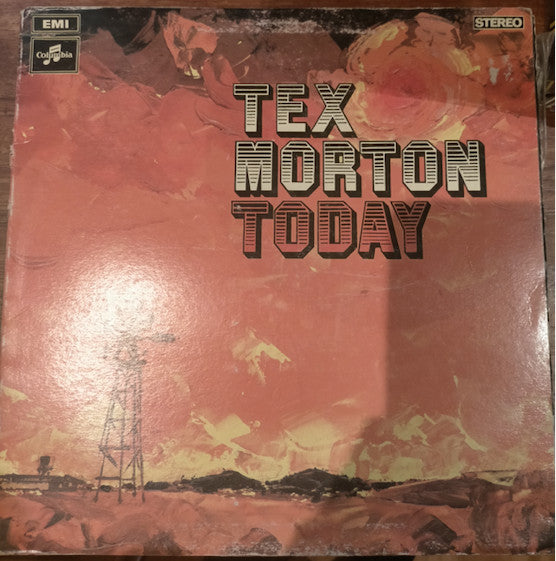 EMI
STEREO
Columbia
TEX
MORTON
TODAY